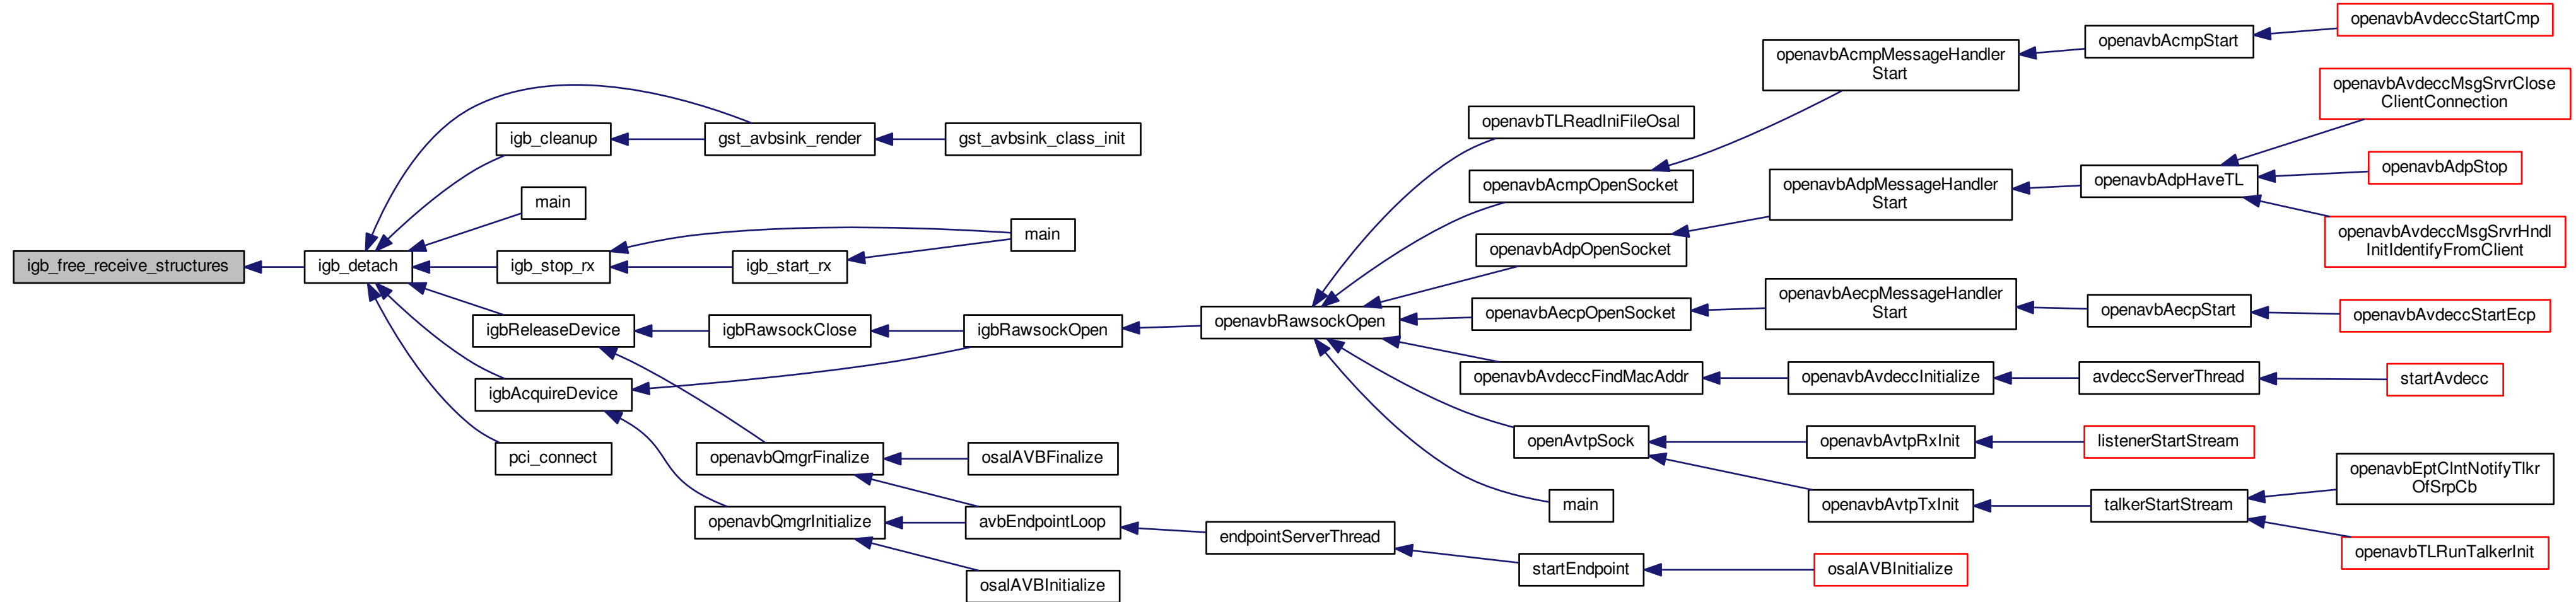 igb_free_receive_structures
igb_detach
igb_cleanup
main
igb_stop_rx
igbReleaseDevice
igbAcquireDevice
pci_connect
gst_avbsink_render
igb_start_rx
igbRawsockClose
openavbQmgrFinalize
openavbQmgrInitialize
gst_avbsink_class_init
main
igbRawsockOpen
osalAVBFinalize
avbEndpointLoop
osalAVBInitialize
openavbRawsockOpen
endpointServerThread
openavbTLReadIniFileOsal
openavbAcmpOpenSocket
openavbAdpOpenSocket
openavbAecpOpenSocket
openavbAvdeccFindMacAddr
openAvtpSock
main
startEndpoint
openavbAcmpMessageHandler
Start
openavbAdpMessageHandler
Start
openavbAecpMessageHandler
Start
openavbAvdeccInitialize
openavbAvtpRxInit
openavbAvtpTxInit
osalAVBInitialize
openavbAcmpStart
openavbAdpHaveTL
openavbAecpStart
avdeccServerThread
listenerStartStream
talkerStartStream
openavbAvdeccStartCmp
openavbAvdeccMsgSrvrClose
ClientConnection
openavbAdpStop
openavbAvdeccMsgSrvrHndl
InitIdentifyFromClient
openavbAvdeccStartEcp
startAvdecc
openavbEptClntNotifyTlkr
OfSrpCb
openavbTLRunTalkerInit